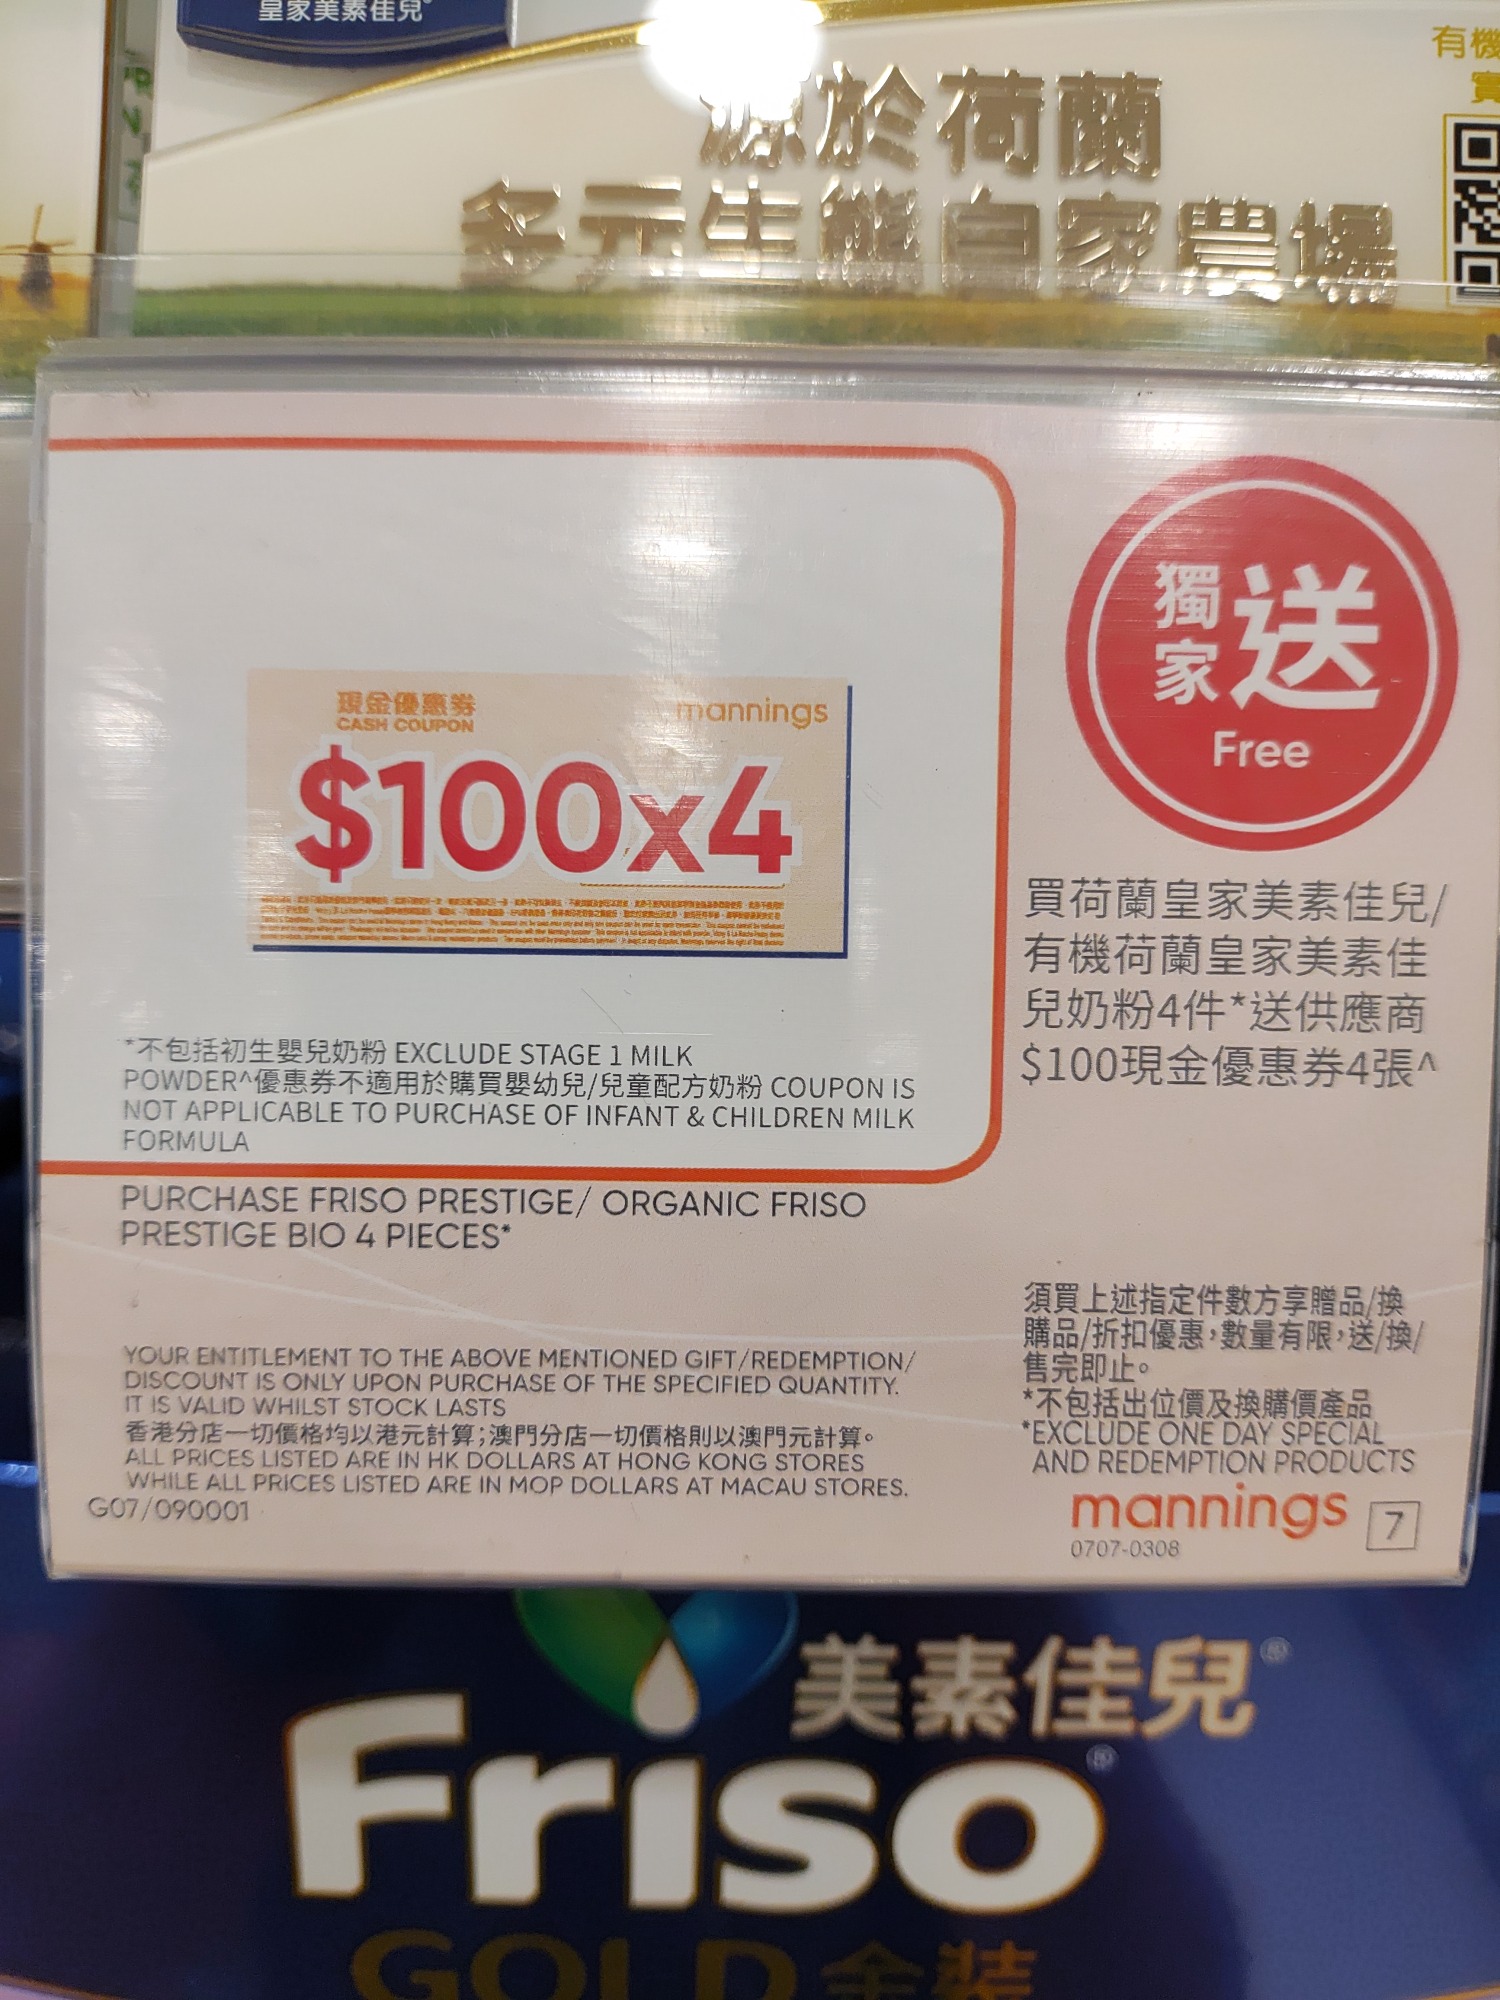 皇家美素佳兒
有機
源於荷蘭
多元生態自家農場
獨家送
Free
現金優惠券
CASH COUPON
mannings
$100x4
買荷蘭皇家美素佳兒/
有機荷蘭皇家美素佳
兒奶粉4件*送供應商
$100現金優惠券4張^
*不包括初生嬰兒奶粉 EXCLUDE STAGE 1 MILK
POWDER^優惠券不適用於購買嬰幼兒/兒童配方奶粉 COUPON IS
NOT APPLICABLE TO PURCHASE OF INFANT & CHILDREN MILK
FORMULA
PURCHASE FRISO PRESTIGE/ ORGANIC FRISO
PRESTIGE BIO 4 PIECES*
YOUR ENTITLEMENT TO THE ABOVE MENTIONED GIFT/REDEMPTION/
DISCOUNT IS ONLY UPON PURCHASE OF THE SPECIFIED QUANTITY.
IT IS VALID WHILST STOCK LASTS
香港分店一切價格均以港元計算;澳門分店一切價格則以澳門元計算。
ALL PRICES LISTED ARE IN HK DOLLARS AT HONG KONG STORES
WHILE ALL PRICES LISTED ARE IN MOP DOLLARS AT MACAU STORES.
G07/090001
須買上述指定件數方享贈品/換
購品/折扣優惠,數量有限,送/換/
售完即止。
*不包括出位價及換購價產品
*EXCLUDE ONE DAY SPECIAL
AND REDEMPTION PRODUCTS
mannings
7
0707-0308
美素佳兒®
Friso®
GOLD金裝